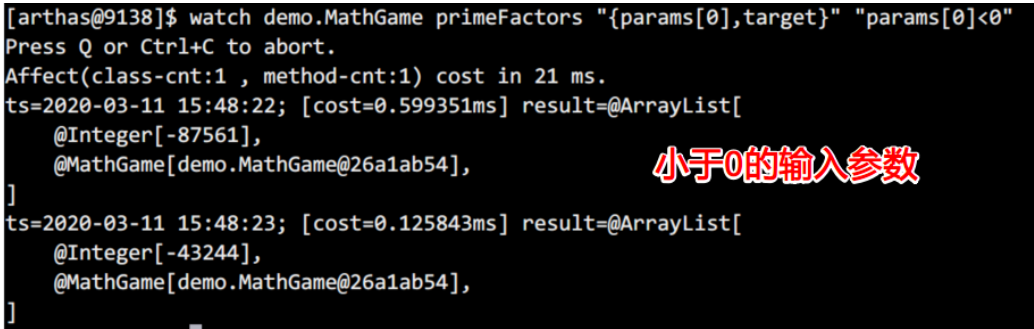 [arthas@9138]$ watch demo.MathGame primeFactors "{params[0],target}" "params[0]<0"
Press Q or Ctrl+C to abort.
Affect(class-cnt:1 , method-cnt:1) cost in 21 ms.
ts=2020-03-11 15:48:22; [cost=0.599351ms] result=@ArrayList[
    @Integer[-87561],
    @MathGame[demo.MathGame@26a1ab54],
小于0的输入参数
]
ts=2020-03-11 15:48:23; [cost=0.125843ms] result=@ArrayList[
    @Integer[-43244],
    @MathGame[demo.MathGame@26a1ab54],
]